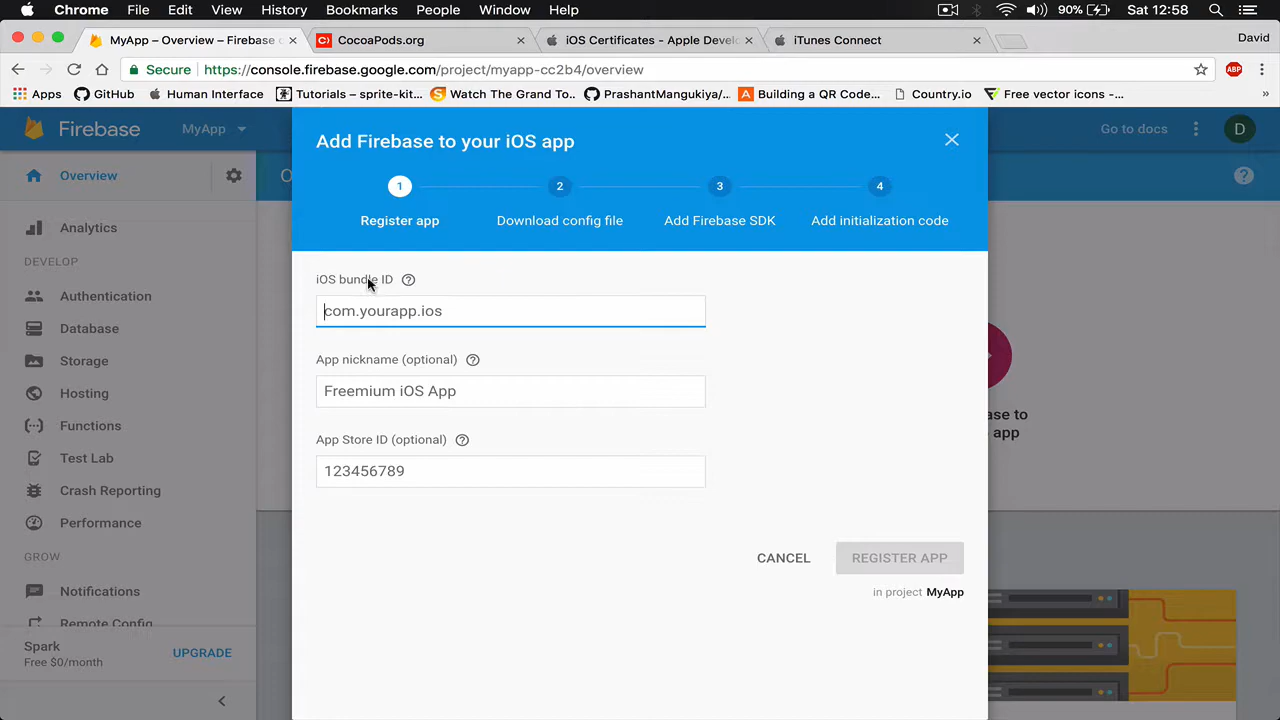 Chrome File Edit View History Bookmarks People Window Help 90% Sat 12:58
MyApp – Overview – Firebase c CocoaPods.org iOS Certificates - Apple Devel iTunes Connect David
Secure https://console.firebase.google.com/project/myapp-cc2b4/overview ABP
Apps GitHub Human Interface Tutorials – sprite-kit... Watch The Grand To.. PrashantMangukiya/... Building a QR Code... Country.io Free vector icons -... »
Firebase MyApp Go to docs D
Overview O
Analytics
DEVELOP
Authentication
Database
Storage
Hosting
Functions
Test Lab
Crash Reporting
Performance
GROW
Notifications
Remote Config
Spark
Free $0/month
UPGRADE
Add Firebase to your iOS app
1 2 3 4
Register app Download config file Add Firebase SDK Add initialization code
iOS bundle ID
com.yourapp.ios
App nickname (optional)
Freemium iOS App
App Store ID (optional)
123456789
CANCEL REGISTER APP
in project MyApp
ase to
app